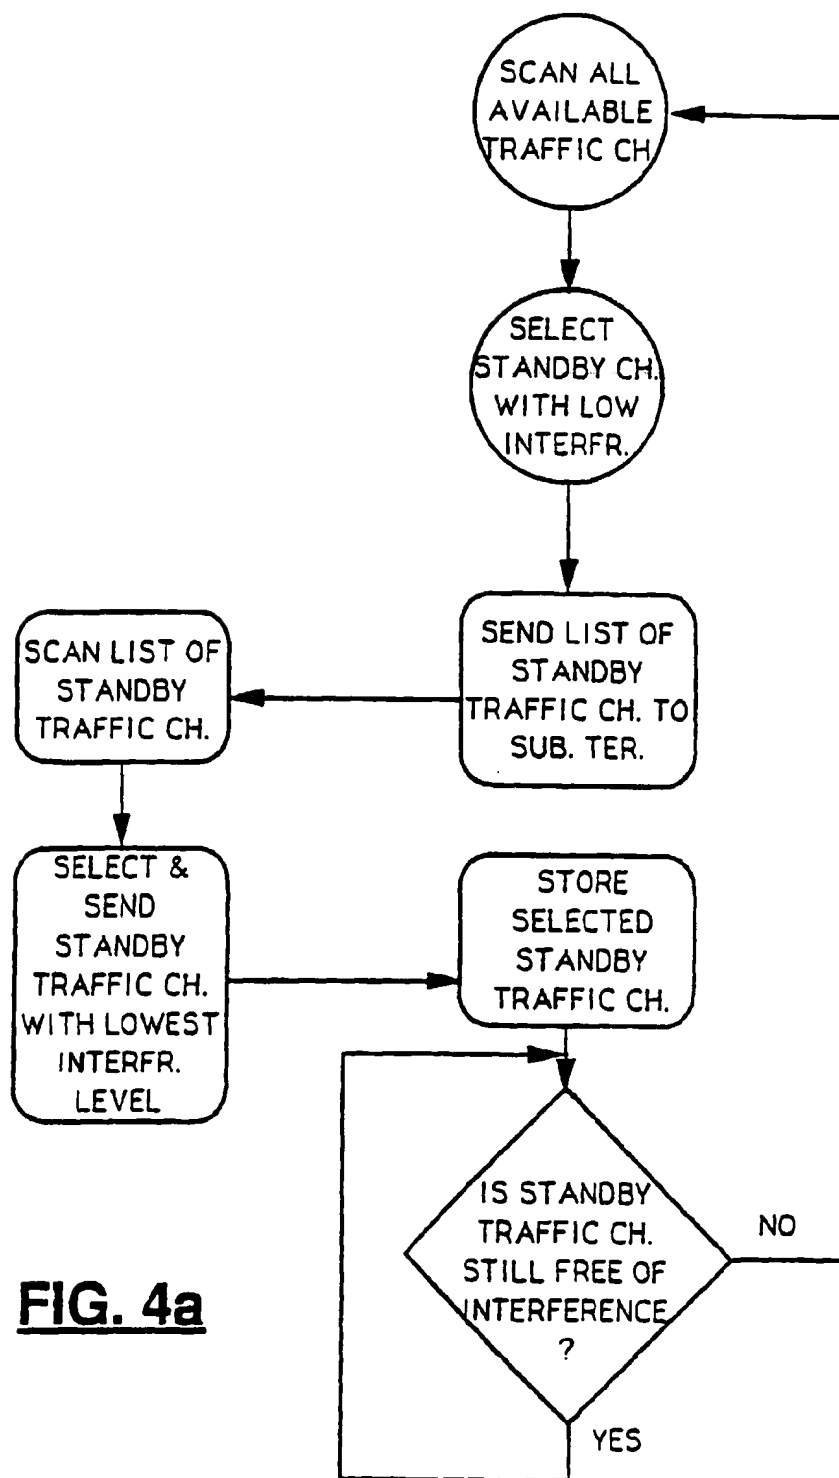 SCAN ALL
AVAILABLE
TRAFFIC CH.
SELECT
STANDBY CH.
WITH LOW
INTERFR.
SEND LIST OF
STANDBY
TRAFFIC CH. TO
SUB. TER.
SCAN LIST OF
STANDBY
TRAFFIC CH.
SELECT &
SEND
STANDBY
TRAFFIC CH.
WITH LOWEST
INTERFR.
LEVEL
STORE
SELECTED
STANDBY
TRAFFIC CH.
IS STANDBY
TRAFFIC CH.
STILL FREE OF
INTERFERENCE
?
NO
YES
FIG. 4a